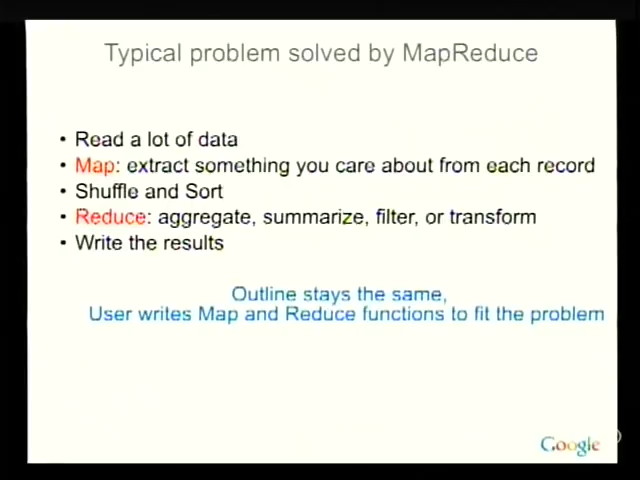 Typical problem solved by MapReduce
• Read a lot of data
• Map: extract something you care about from each record
• Shuffle and Sort
• Reduce: aggregate, summarize, filter, or transform
• Write the results
Outline stays the same,
User writes Map and Reduce functions to fit the problem
Google